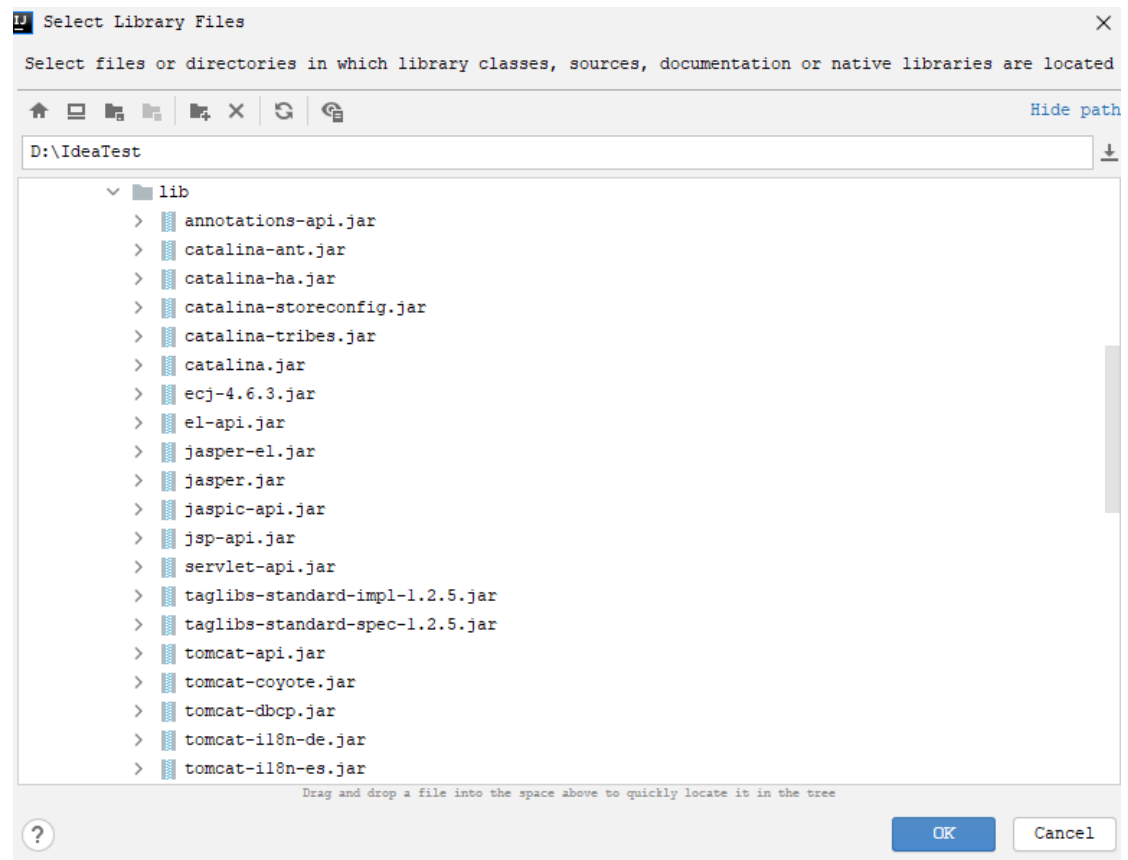 IJ Select Library Files
Select files or directories in which library classes, sources, documentation or native libraries are located
Hide path
D:\IdeaTest
lib
annotations-api.jar
catalina-ant.jar
catalina-ha.jar
catalina-storeconfig.jar
catalina-tribes.jar
catalina.jar
ecj-4.6.3.jar
el-api.jar
jasper-el.jar
jasper.jar
jaspic-api.jar
jsp-api.jar
servlet-api.jar
taglibs-standard-impl-1.2.5.jar
taglibs-standard-spec-1.2.5.jar
tomcat-api.jar
tomcat-coyote.jar
tomcat-dbcp.jar
tomcat-i18n-de.jar
tomcat-i18n-es.jar
Drag and drop a file into the space above to quickly locate it in the tree
? OK Cancel